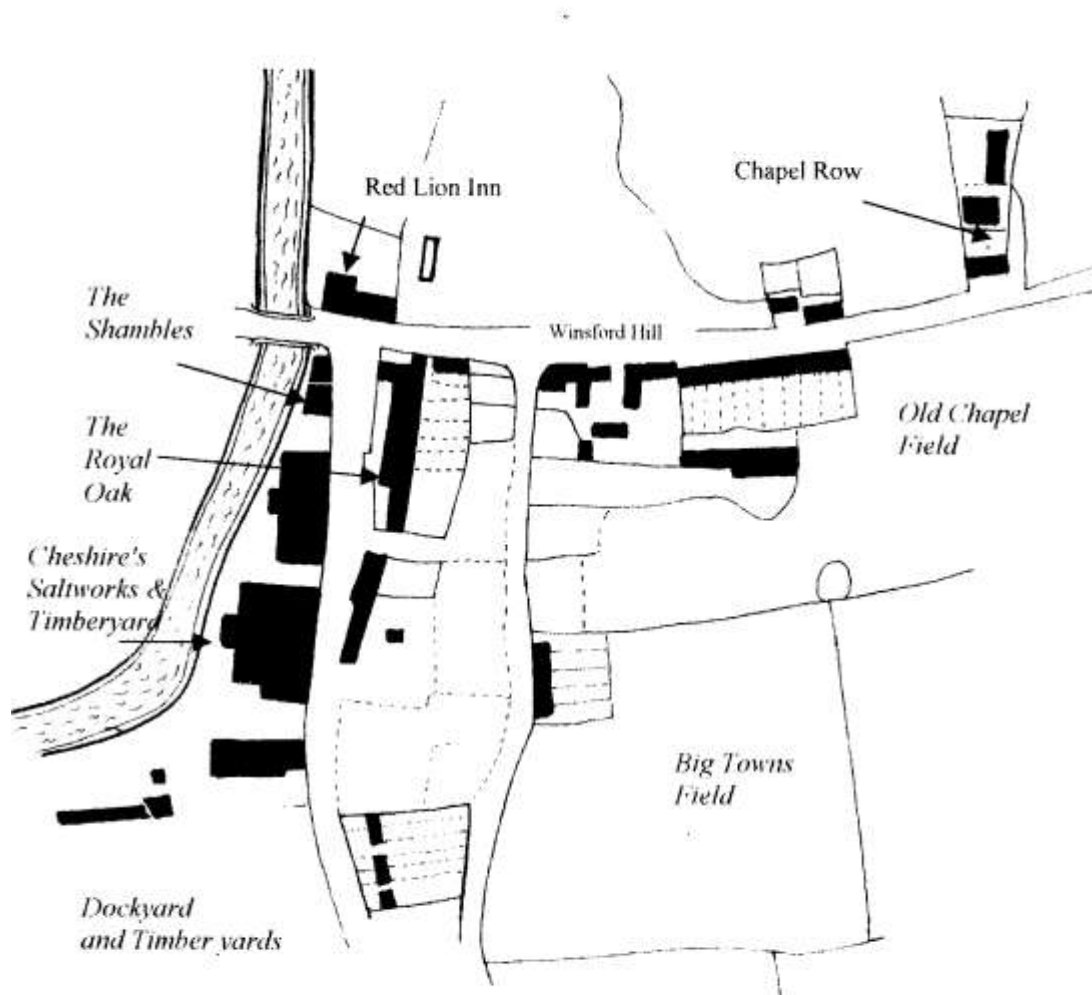 Red Lion Inn
Chapel Row
The
Shambles
Winsford Hill
The
Royal
Oak
Old Chapel
Field
Cheshire's
Saltworks &
Timberyard
Big Towns
Field
Dockyard
and Timber yards